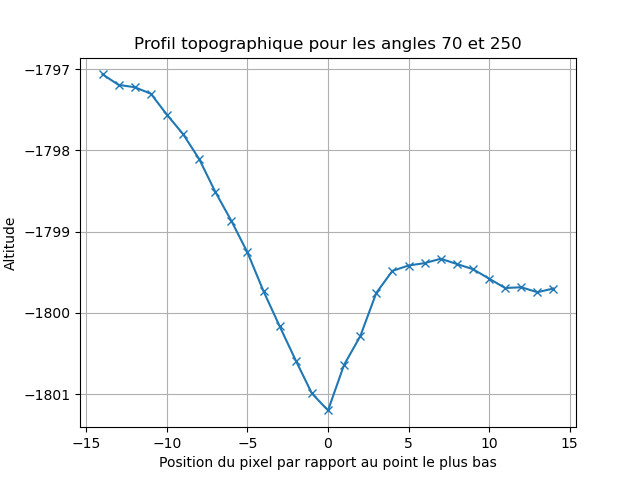 Profil topographique pour les angles 70 et 250
−1797
−1798
−1799
−1800
−1801
Altitude
−15 −10 −5 0 5 10 15
Position du pixel par rapport au point le plus bas